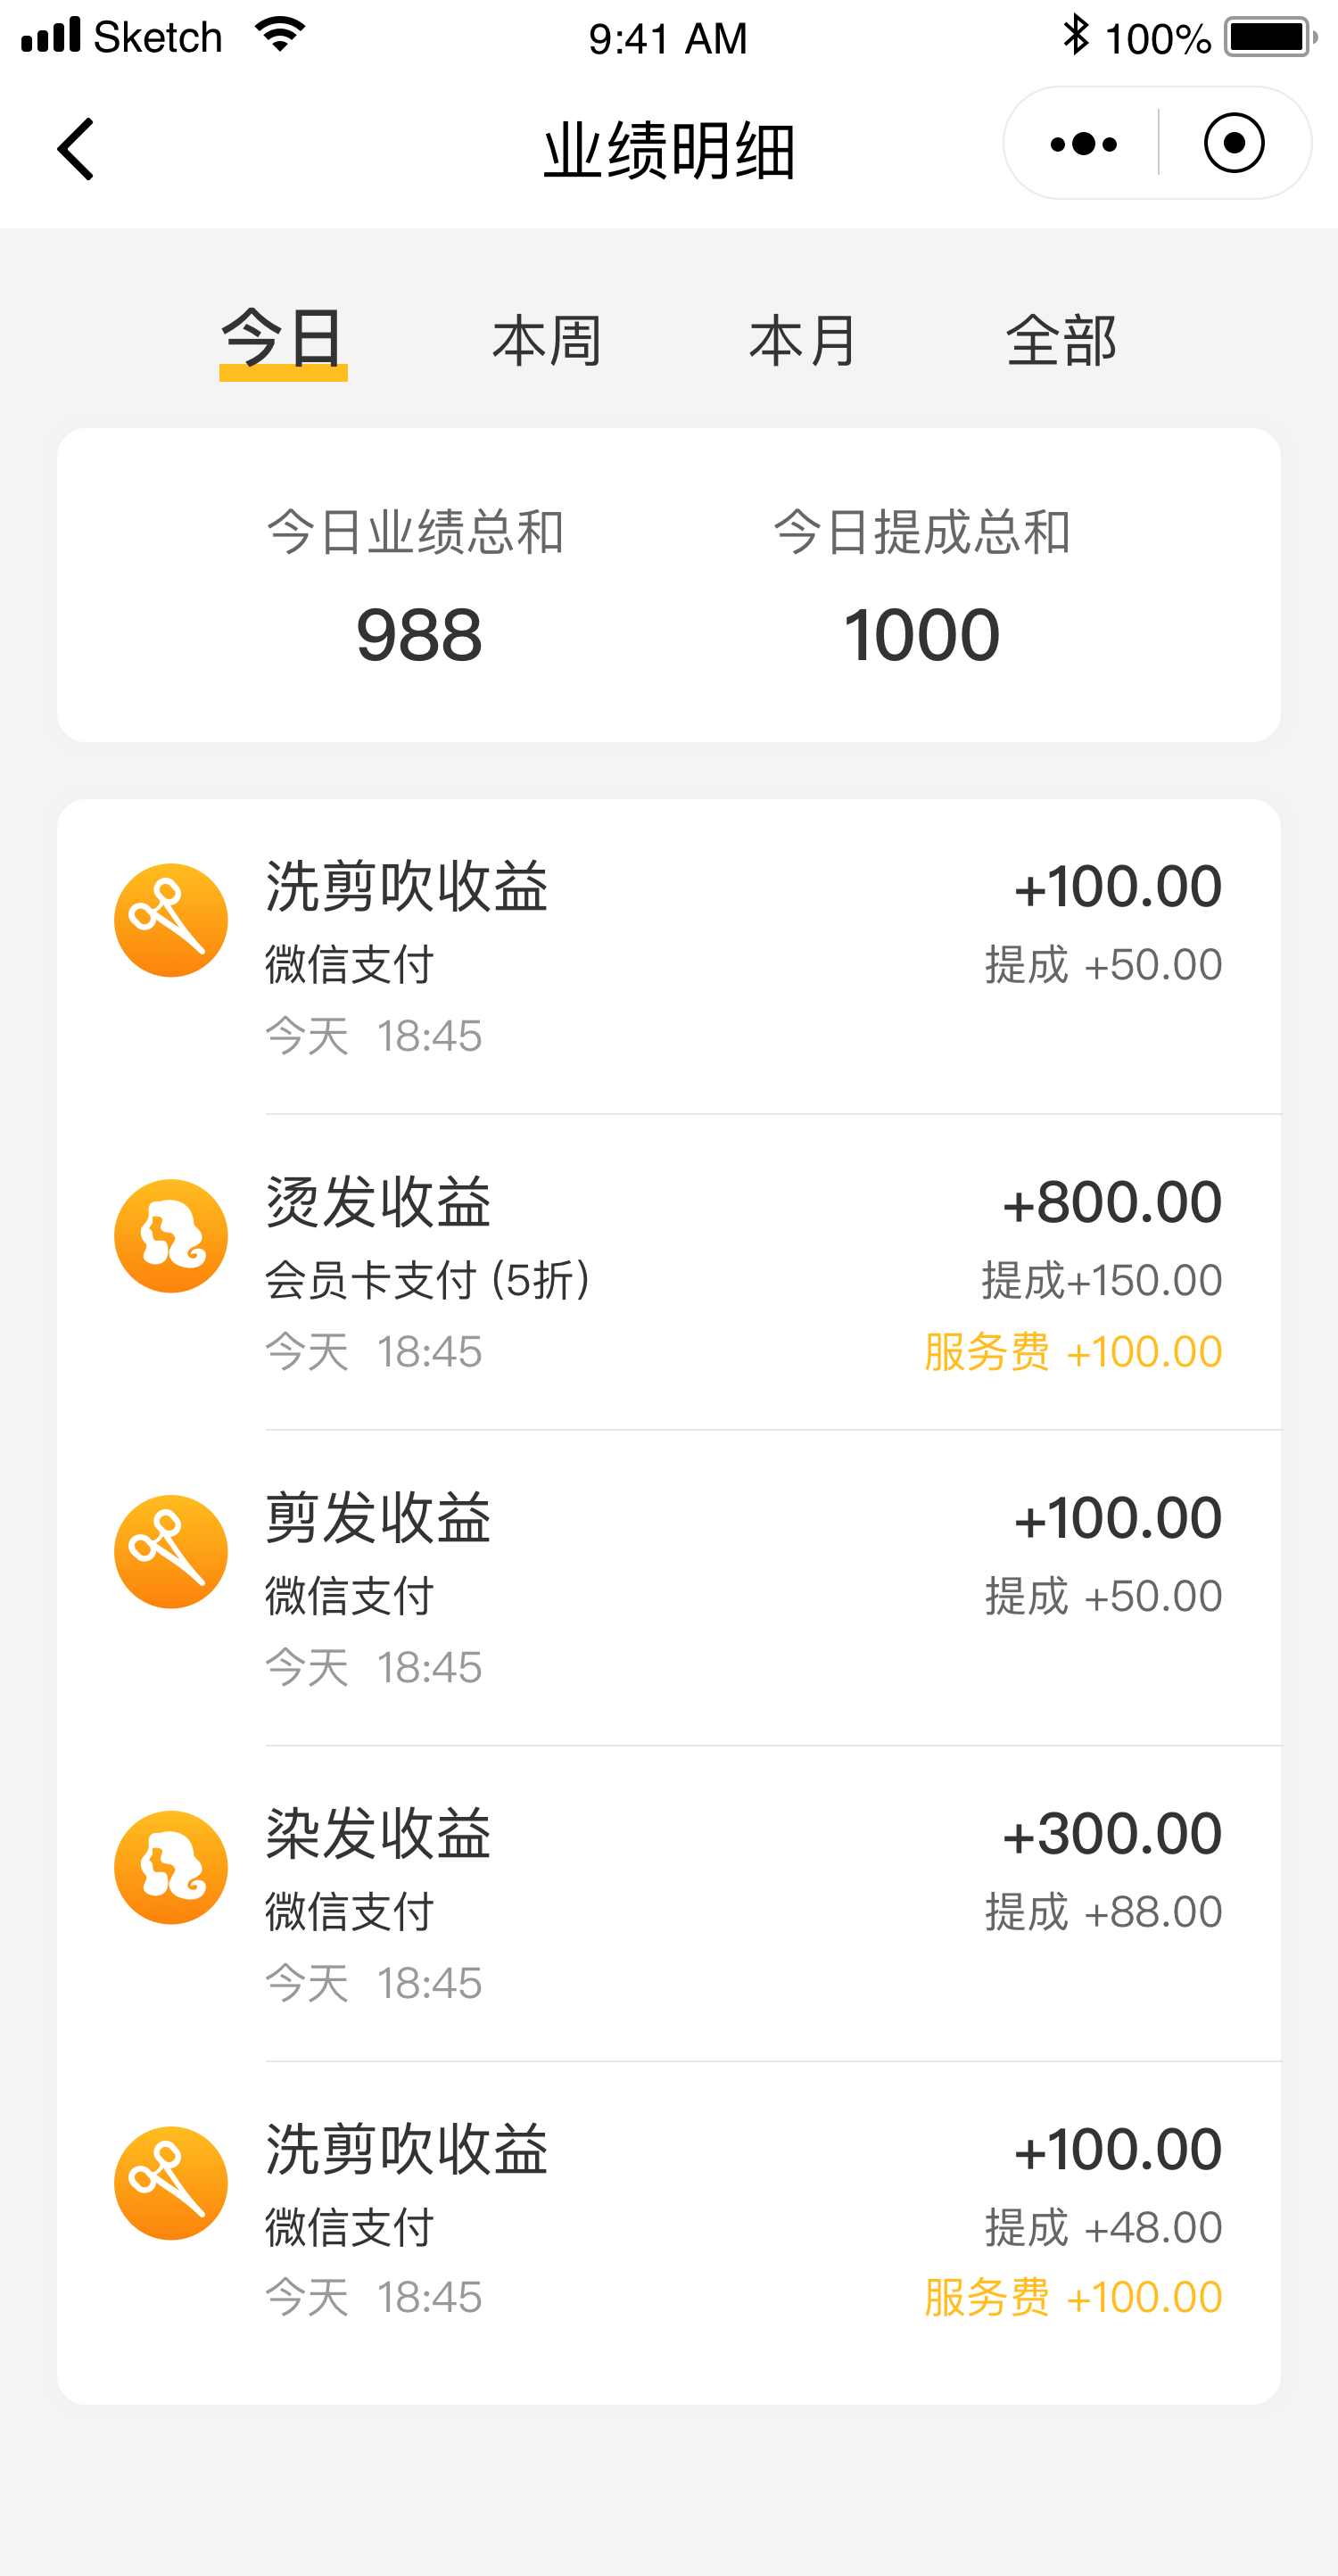 Sketch 9:41 AM 100%
业绩明细
今日 本周 本月 全部
今日业绩总和 今日提成总和
988 1000
洗剪吹收益 +100.00
微信支付 提成 +50.00
今天 18:45
烫发收益 +800.00
会员卡支付 (5折) 提成+150.00
今天 18:45 服务费 +100.00
剪发收益 +100.00
微信支付 提成 +50.00
今天 18:45
染发收益 +300.00
微信支付 提成 +88.00
今天 18:45
洗剪吹收益 +100.00
微信支付 提成 +48.00
今天 18:45 服务费 +100.00